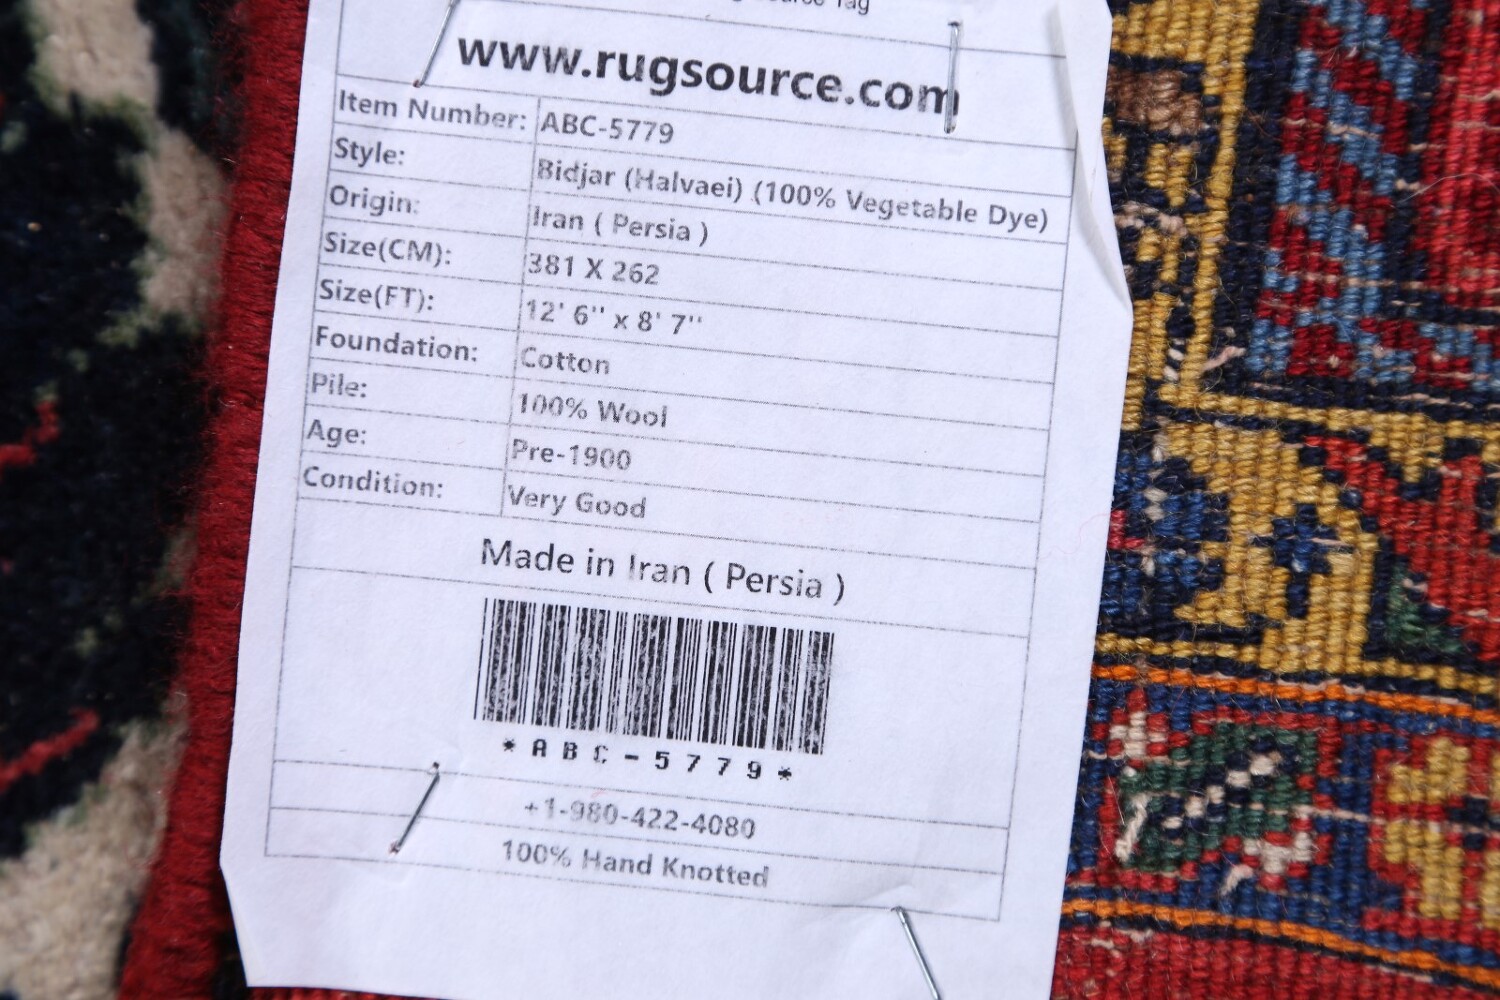 Tag
www.rugsource.com
Item Number: ABC-5779
Style: Bidjar (Halvaei) (100% Vegetable Dye)
Origin: Iran ( Persia )
Size(CM): 381 X 262
Size(FT): 12' 6'' x 8' 7''
Foundation: Cotton
Pile: 100% Wool
Age: Pre-1900
Condition: Very Good
Made in Iran ( Persia )
*ABC-5779*
+1-980-422-4080
100% Hand Knotted